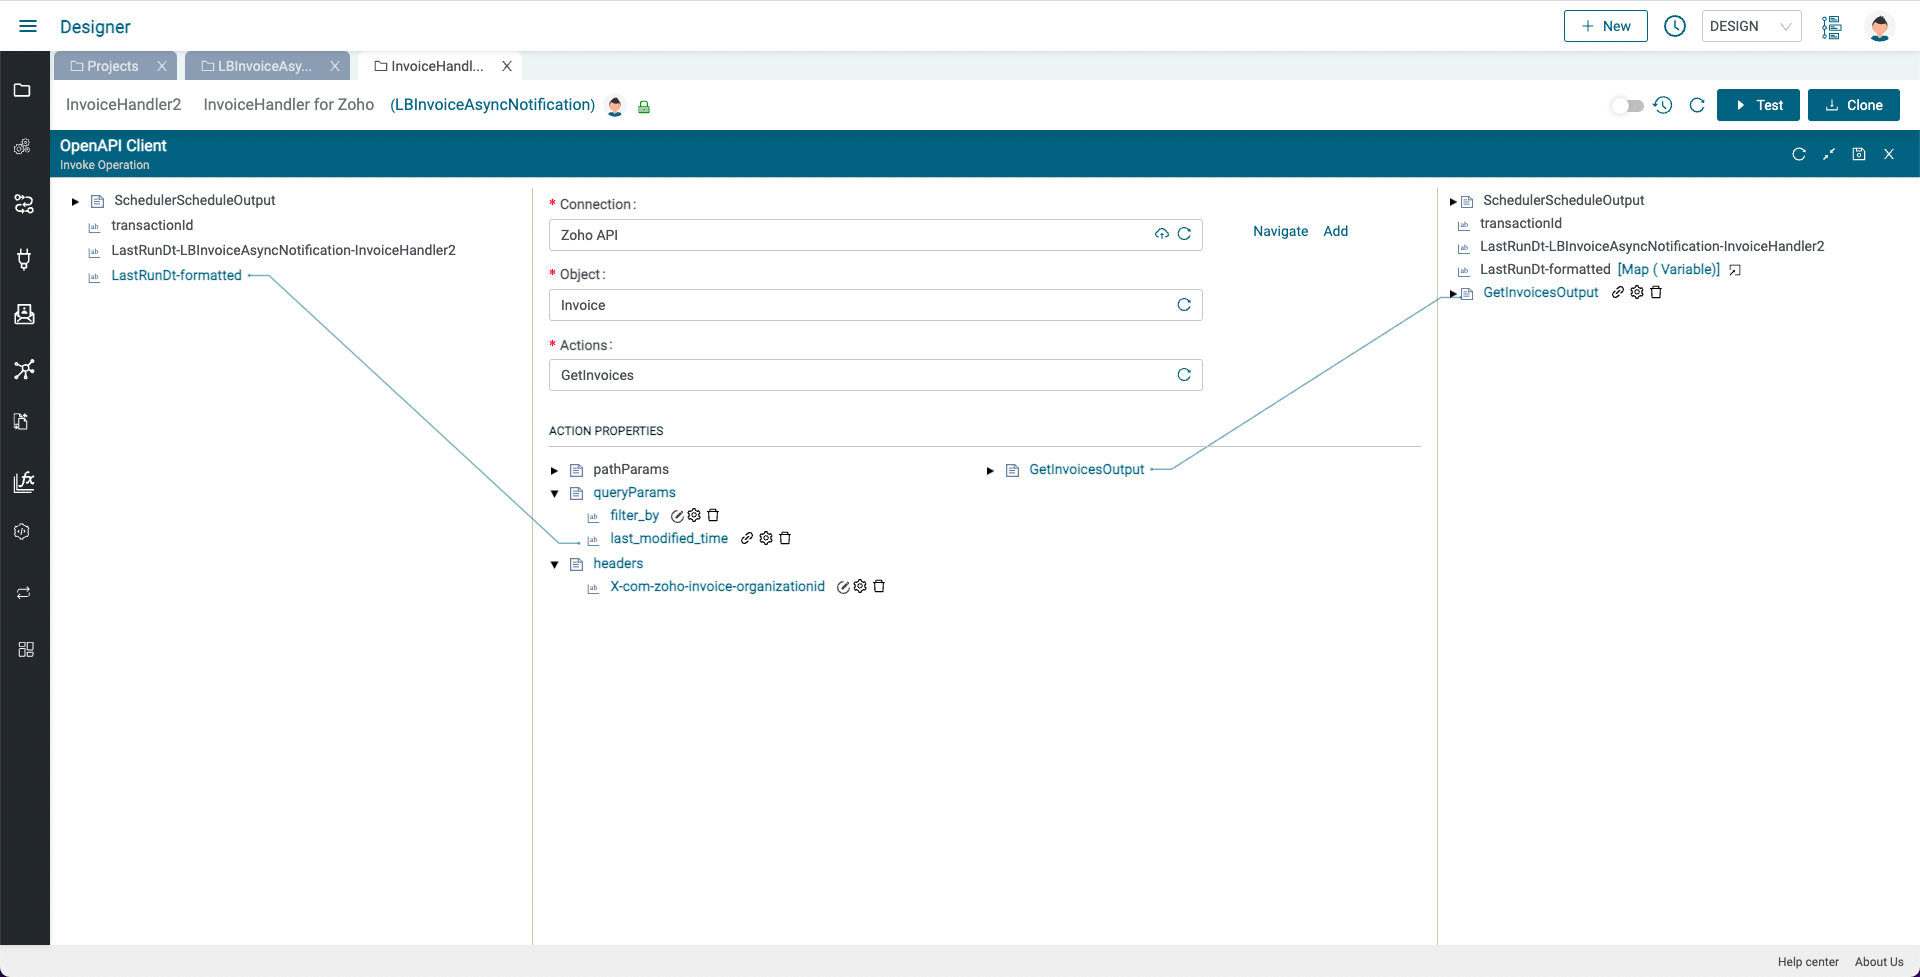 Designer
New
DESIGN
Projects
LBInvoiceAsy...
InvoiceHandl...
InvoiceHandler2
InvoiceHandler for Zoho
(LBInvoiceAsyncNotification)
Test
Clone
OpenAPI Client
Invoke Operation
SchedulerScheduleOutput
transactionId
LastRunDt-LBInvoiceAsyncNotification-InvoiceHandler2
LastRunDt-formatted
* Connection:
Zoho API
Navigate
Add
* Object:
Invoice
* Actions:
GetInvoices
ACTION PROPERTIES
pathParams
queryParams
filter_by
last_modified_time
headers
X-com-zoho-invoice-organizationid
GetInvoicesOutput
SchedulerScheduleOutput
transactionId
LastRunDt-LBInvoiceAsyncNotification-InvoiceHandler2
LastRunDt-formatted [Map ( Variable)]
GetInvoicesOutput
Help center
About Us